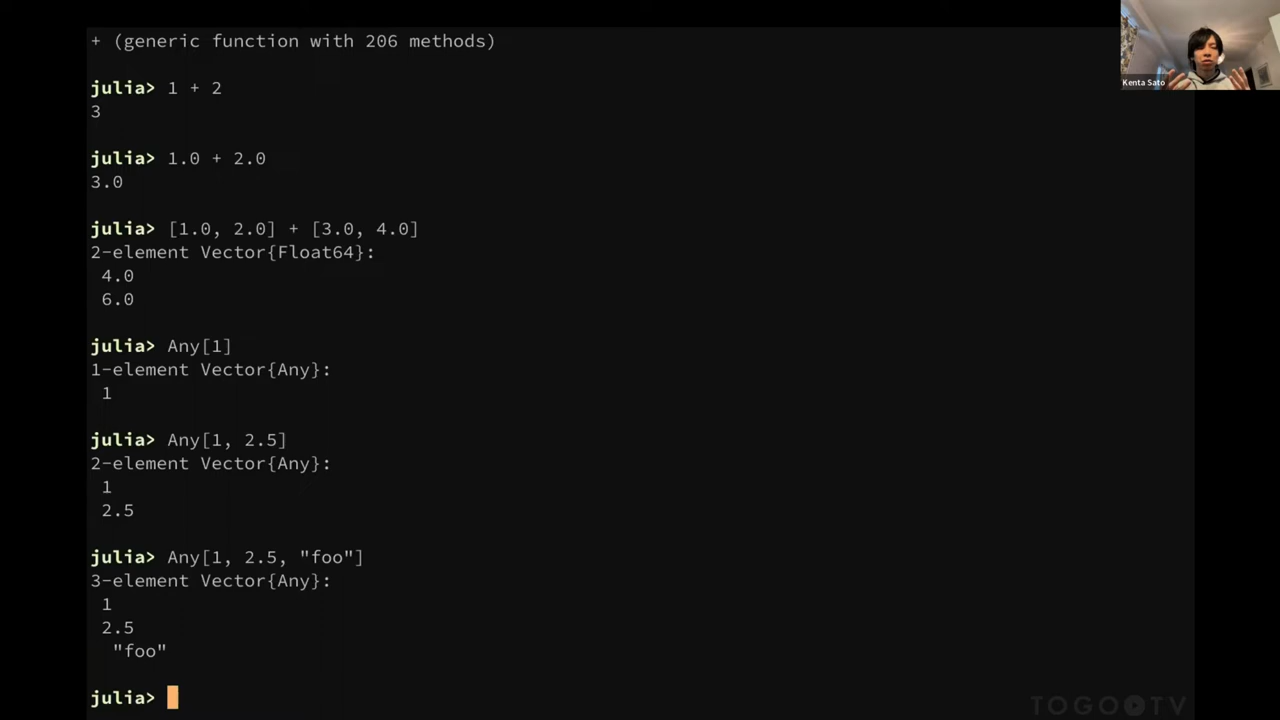 + (generic function with 206 methods)
julia> 1 + 2
3
julia> 1.0 + 2.0
3.0
julia> [1.0, 2.0] + [3.0, 4.0]
2-element Vector{Float64}:
4.0
6.0
julia> Any[1]
1-element Vector{Any}:
1
julia> Any[1, 2.5]
2-element Vector{Any}:
1
2.5
julia> Any[1, 2.5, "foo"]
3-element Vector{Any}:
1
2.5
"foo"
julia>
Kenta Sato
TOGOTV